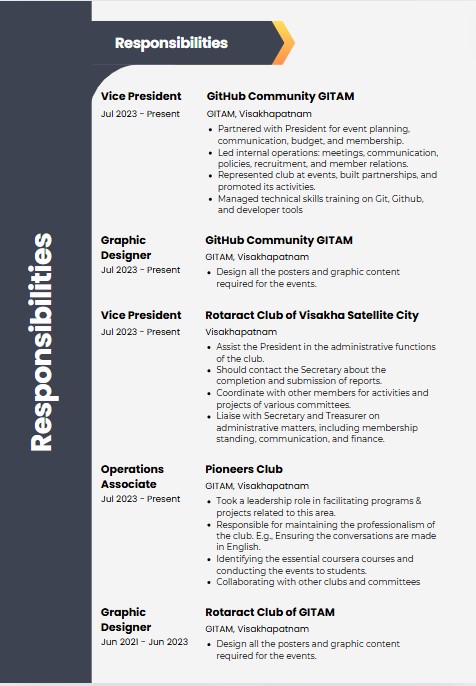 Responsibilities
Responsibilities
Vice President
Jul 2023 - Present
GitHub Community GITAM
GITAM, Visakhapatnam
• Partnered with President for event planning,
communication, budget, and membership.
• Led internal operations: meetings, communication,
policies, recruitment, and member relations.
• Represented club at events, built partnerships, and
promoted its activities.
• Managed technical skills training on Git, Github,
and developer tools
Graphic
Designer
Jul 2023 - Present
GitHub Community GITAM
GITAM, Visakhapatnam
• Design all the posters and graphic content
required for the events.
Vice President
Jul 2023 - Present
Rotaract Club of Visakha Satellite City
Visakhapatnam
• Assist the President in the administrative functions
of the club.
• Should contact the Secretary about the
completion and submission of reports.
• Coordinate with other members for activities and
projects of various committees.
• Liaise with Secretary and Treasurer on
administrative matters, including membership
standing, communication, and finance.
Operations
Associate
Jul 2023 - Present
Pioneers Club
GITAM, Visakhapatnam
• Took a leadership role in facilitating programs &
projects related to this area.
• Responsible for maintaining the professionalism of
the club. E.g., Ensuring the conversations are made
in English.
• Identifying the essential coursera courses and
conducting the events to students.
• Collaborating with other clubs and committees
Graphic
Designer
Jun 2021 - Jun 2023
Rotaract Club of GITAM
GITAM, Visakhapatnam
• Design all the posters and graphic content
required for the events.